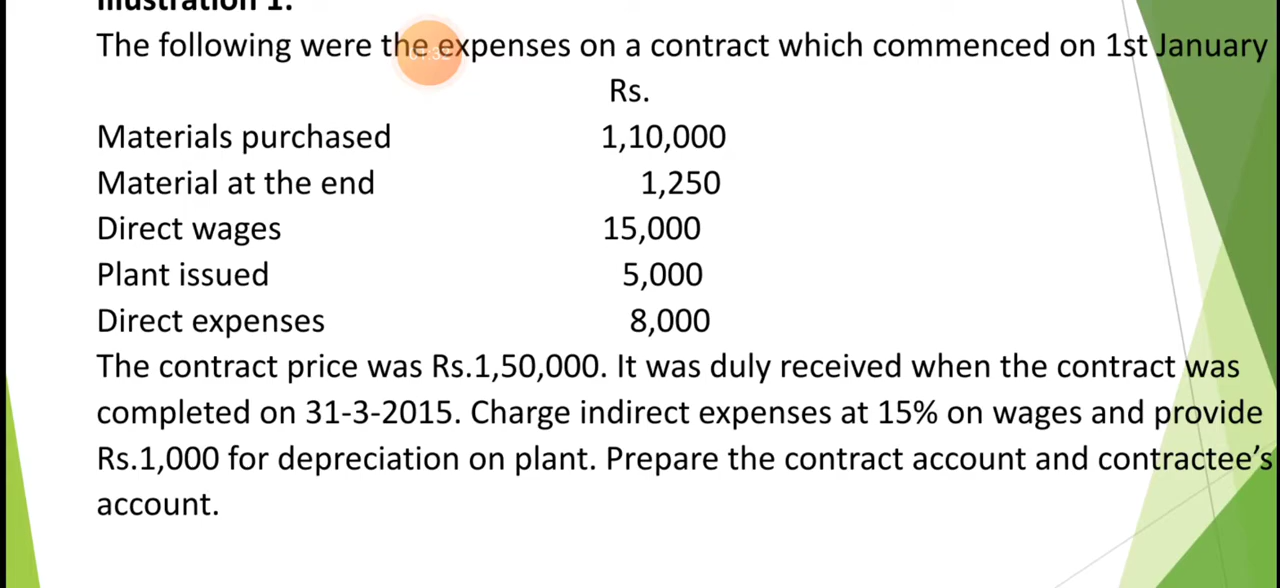 Illustration 1:
The following were the expenses on a contract which commenced on 1st January
Rs.
Materials purchased 1,10,000
Material at the end 1,250
Direct wages 15,000
Plant issued 5,000
Direct expenses 8,000
The contract price was Rs.1,50,000. It was duly received when the contract was
completed on 31-3-2015. Charge indirect expenses at 15% on wages and provide
Rs.1,000 for depreciation on plant. Prepare the contract account and contractee's
account.